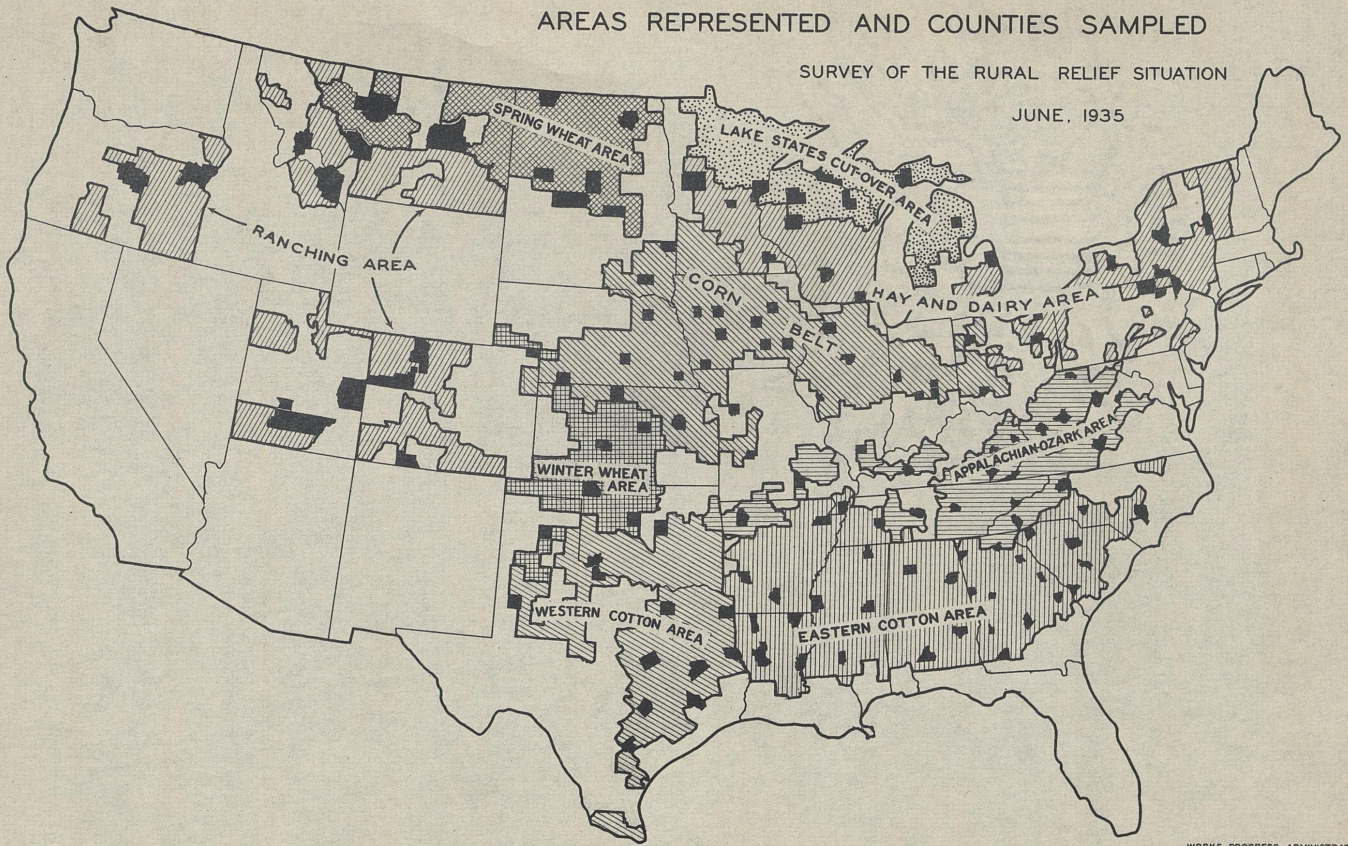 AREAS REPRESENTED AND COUNTIES SAMPLED
SURVEY OF THE RURAL RELIEF SITUATION
JUNE, 1935
SPRING WHEAT AREA
LAKE STATES CUT-OVER AREA
RANCHING AREA
CORN BELT
HAY AND DAIRY AREA
APPALACHIAN-OZARK AREA
WINTER WHEAT
AREA
WESTERN COTTON AREA
EASTERN COTTON AREA